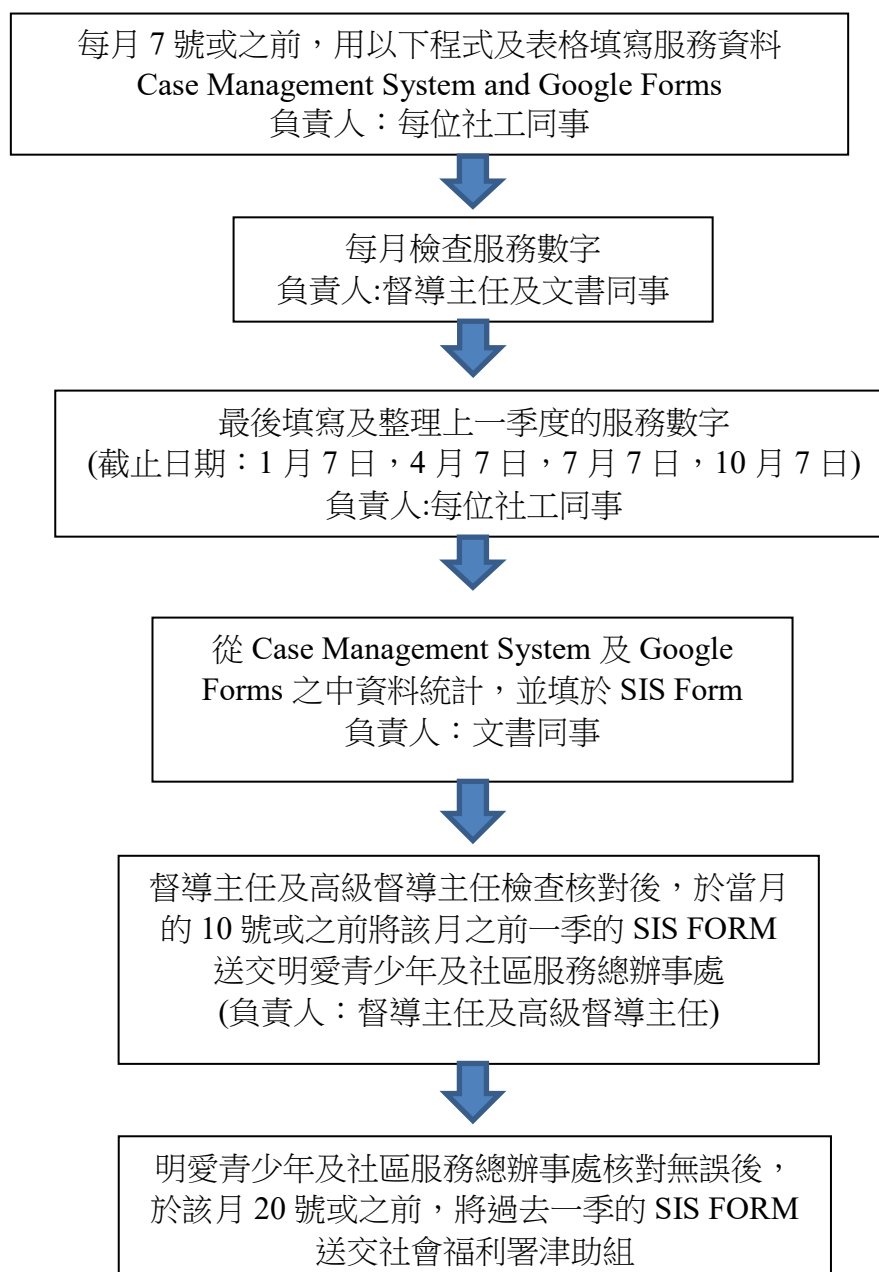 每月 7 號或之前，用以下程式及表格填寫服務資料
Case Management System and Google Forms
負責人：每位社工同事
每月檢查服務數字
負責人:督導主任及文書同事
最後填寫及整理上一季度的服務數字
(截止日期：1 月 7 日，4 月 7 日，7 月 7 日，10 月 7 日)
負責人:每位社工同事
從 Case Management System 及 Google
Forms 之中資料統計，並填於 SIS Form
負責人：文書同事
督導主任及高級督導主任檢查核對後，於當月
的 10 號或之前將該月之前一季的 SIS FORM
送交明愛青少年及社區服務總辦事處
(負責人：督導主任及高級督導主任)
明愛青少年及社區服務總辦事處核對無誤後，
於該月 20 號或之前，將過去一季的 SIS FORM
送交社會福利署津助組